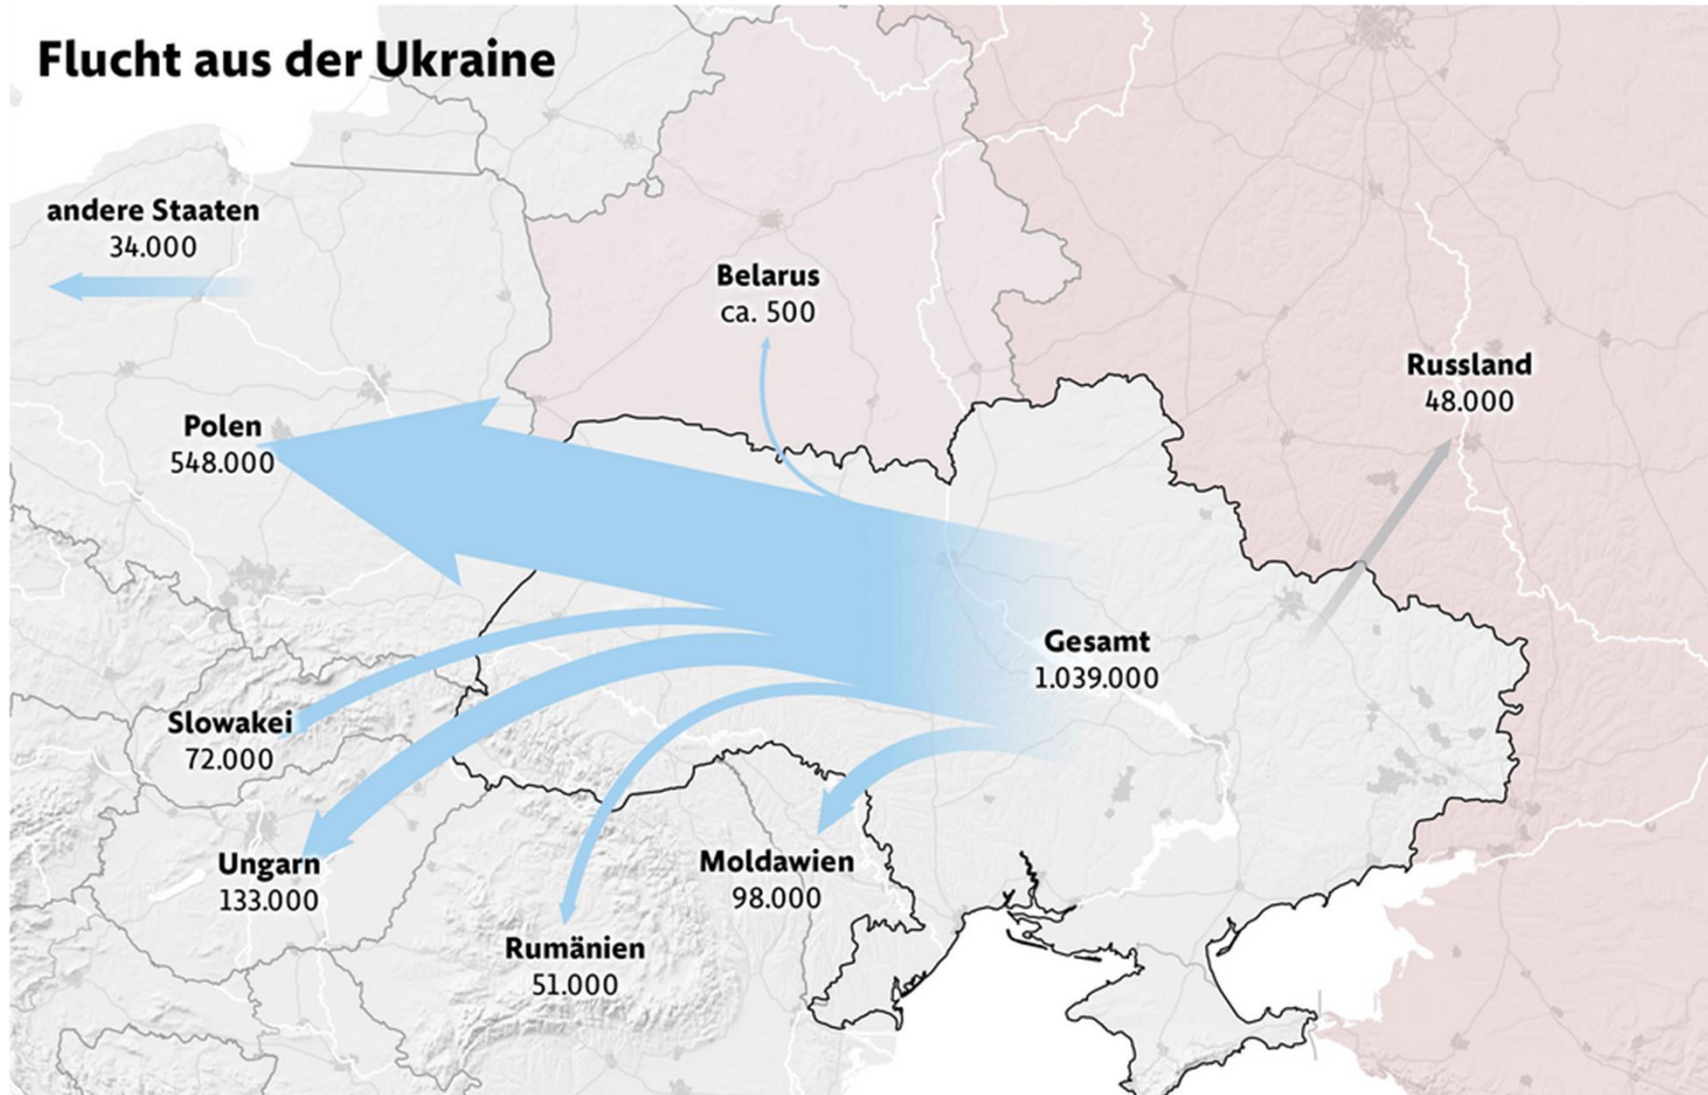 Flucht aus der Ukraine
andere Staaten
34.000
Belarus
ca. 500
Russland
48.000
Polen
548.000
Gesamt
1.039.000
Slowakei
72.000
Ungarn
133.000
Moldawien
98.000
Rumänien
51.000